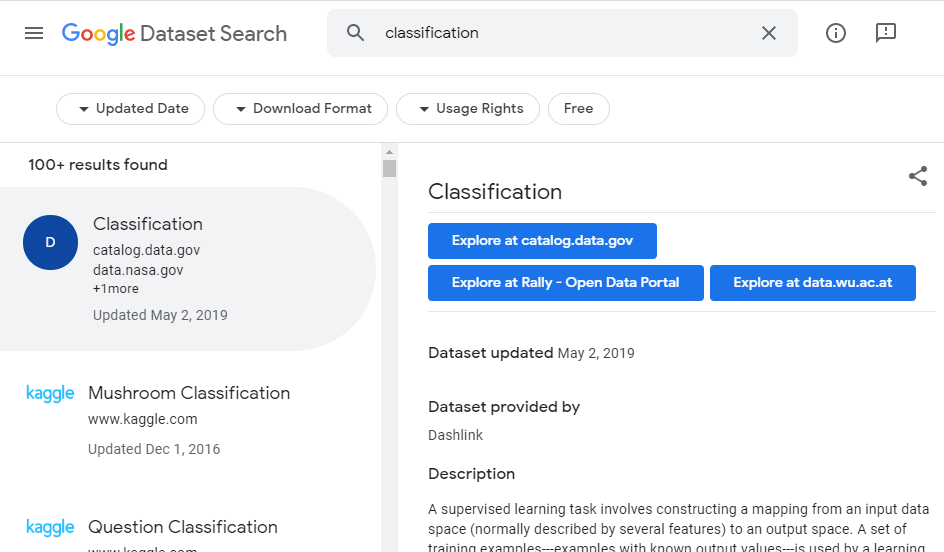 Google Dataset Search
classification
Updated Date
Download Format
Usage Rights
Free
100+ results found
D
Classification
catalog.data.gov
data.nasa.gov
+1more
Updated May 2, 2019
kaggle
Mushroom Classification
www.kaggle.com
Updated Dec 1, 2016
kaggle
Question Classification
www.kaggle.com
Classification
Explore at catalog.data.gov
Explore at Rally - Open Data Portal
Explore at data.wu.ac.at
Dataset updated May 2, 2019
Dataset provided by
Dashlink
Description
A supervised learning task involves constructing a mapping from an input data
space (normally described by several features) to an output space. A set of
training examples---examples with known output values---is used by a learning